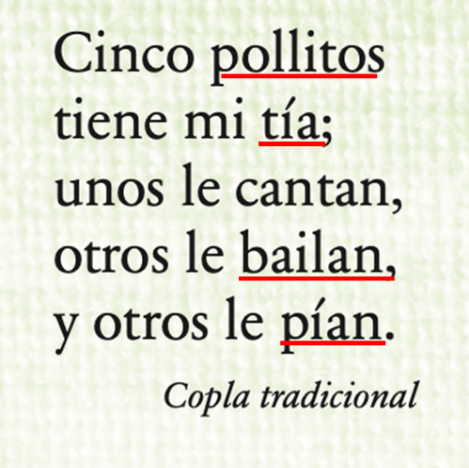 Cinco pollitos
tiene mi tía;
unos le cantan,
otros le bailan,
y otros le pían.
Copla tradicional